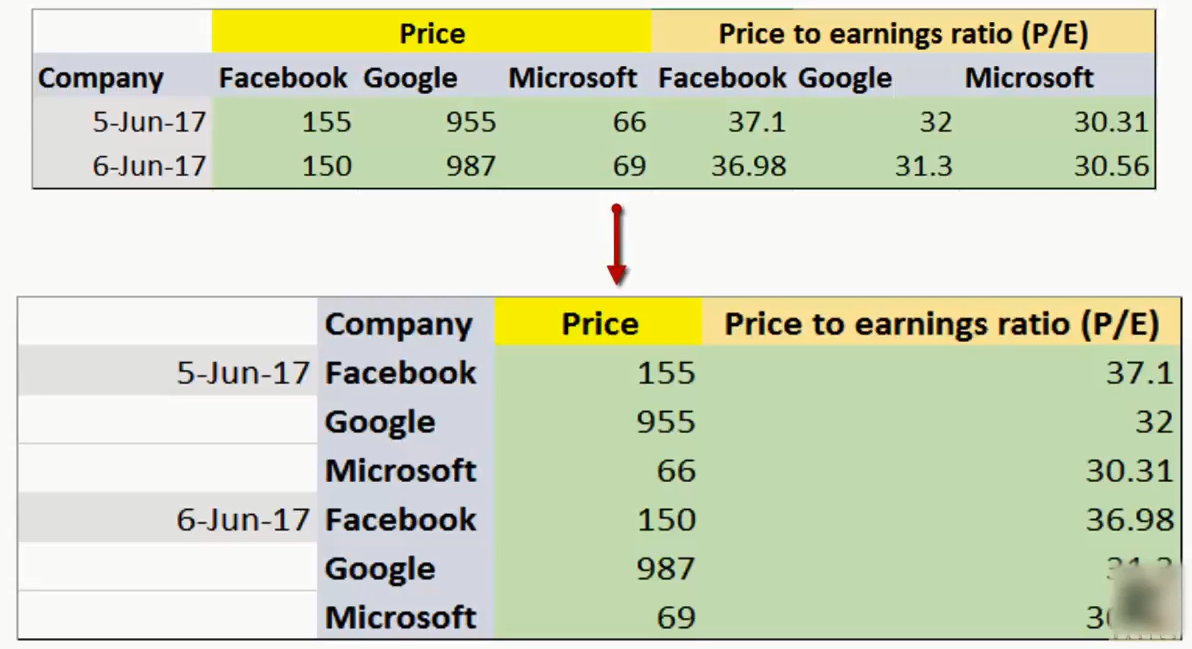 Price Price to earnings ratio (P/E)
Company Facebook Google Microsoft Facebook Google Microsoft
5-Jun-17 155 955 66 37.1 32 30.31
6-Jun-17 150 987 69 36.98 31.3 30.56
Company Price Price to earnings ratio (P/E)
5-Jun-17 Facebook 155 37.1
Google 955 32
Microsoft 66 30.31
6-Jun-17 Facebook 150 36.98
Google 987
Microsoft 69